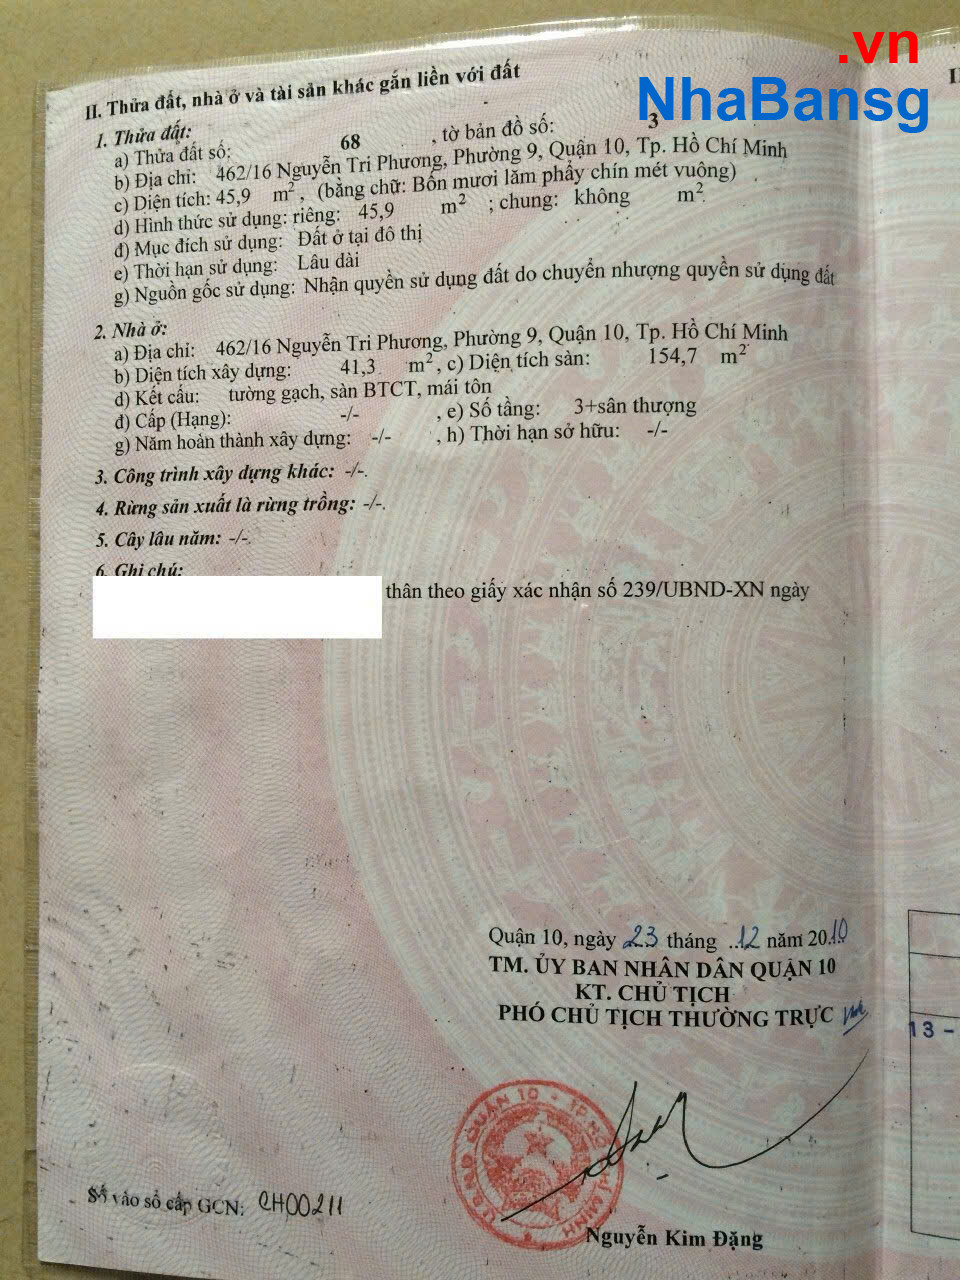 .vn
NhaBansg
II. Thửa đất, nhà ở và tài sản khác gắn liền với đất
1. Thửa đất:
a) Thửa đất số: 68 , tờ bản đồ số: 3
b) Địa chỉ: 462/16 Nguyễn Tri Phương, Phường 9, Quận 10, Tp. Hồ Chí Minh
c) Diện tích: 45,9 m², (bằng chữ: Bốn mươi lăm phẩy chín mét vuông)
d) Hình thức sử dụng: riêng: 45,9 m² ; chung: không m²
đ) Mục đích sử dụng: Đất ở tại đô thị
e) Thời hạn sử dụng: Lâu dài
g) Nguồn gốc sử dụng: Nhận quyền sử dụng đất do chuyển nhượng quyền sử dụng đất
2. Nhà ở:
a) Địa chỉ: 462/16 Nguyễn Tri Phương, Phường 9, Quận 10, Tp. Hồ Chí Minh
b) Diện tích xây dựng: 41,3 m², c) Diện tích sàn: 154,7 m²
d) Kết cấu: tường gạch, sàn BTCT, mái tôn
đ) Cấp (Hạng): -/- , e) Số tầng: 3+sân thượng
g) Năm hoàn thành xây dựng: -/- , h) Thời hạn sở hữu: -/-
3. Công trình xây dựng khác: -/-.
4. Rừng sản xuất là rừng trồng: -/-.
5. Cây lâu năm: -/-.
6. Ghi chú:
thân theo giấy xác nhận số 239/UBND-XN ngày
Quận 10, ngày 23 tháng ..12 năm 2010
TM. ỦY BAN NHÂN DÂN QUẬN 10
KT. CHỦ TỊCH
PHÓ CHỦ TỊCH THƯỜNG TRỰC
13 -
U.B.N.D QUẬN 10 - TP. HỒ CHÍ MINH
Số vào sổ cấp GCN: CH00211
Nguyễn Kim Đặng